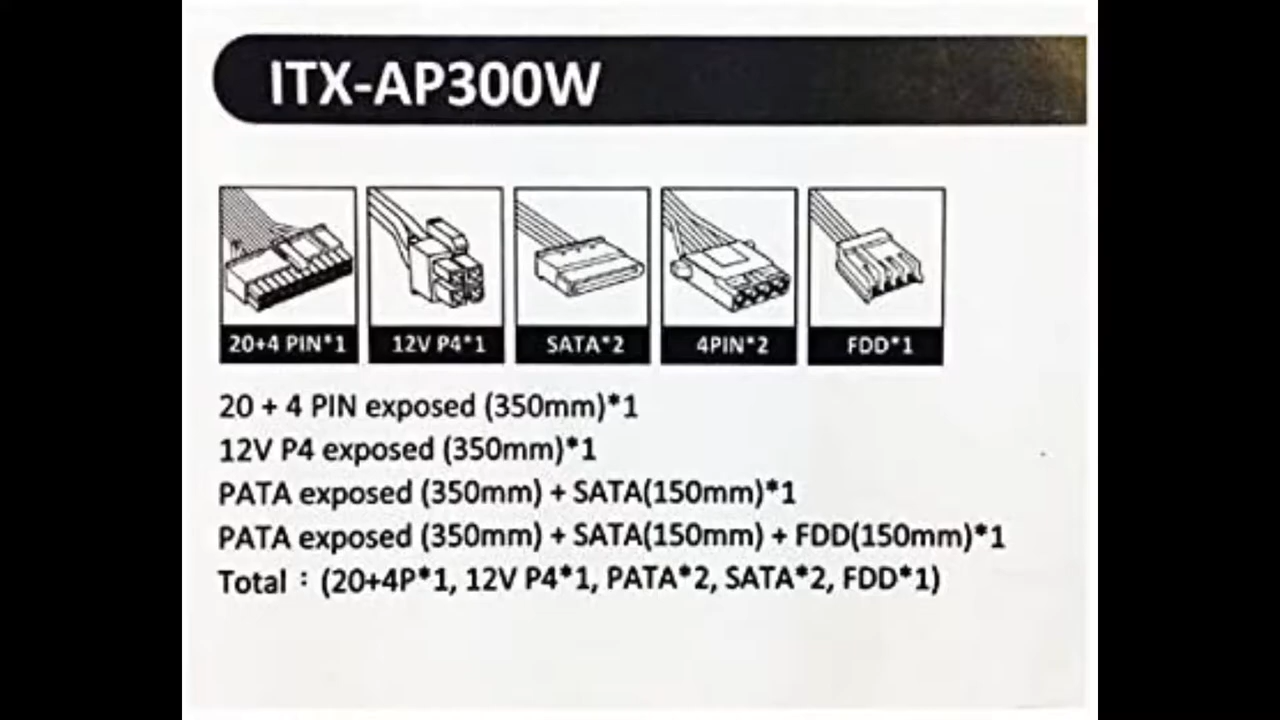 ITX-AP300W
20+4 PIN*1 12V P4*1 SATA*2 4PIN*2 FDD*1
20 + 4 PIN exposed (350mm)*1
12V P4 exposed (350mm)*1
PATA exposed (350mm) + SATA(150mm)*1
PATA exposed (350mm) + SATA(150mm) + FDD(150mm)*1
Total：(20+4P*1, 12V P4*1, PATA*2, SATA*2, FDD*1)